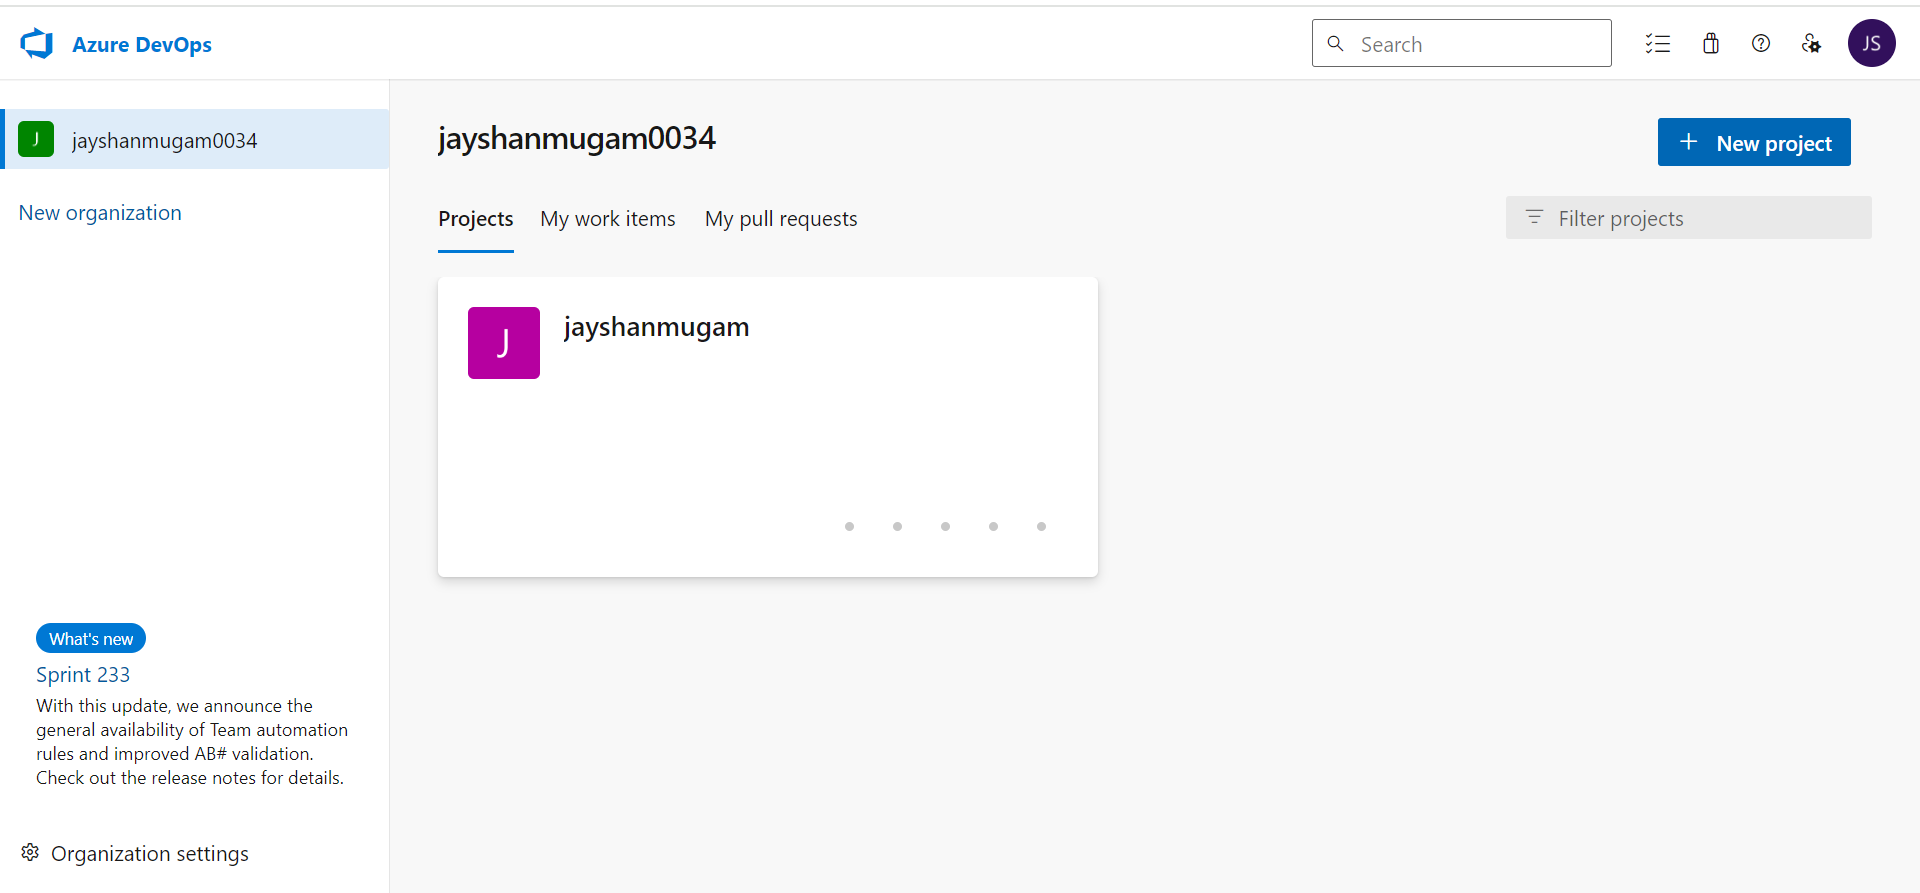 Azure DevOps
Search
JS
J
jayshanmugam0034
New organization
jayshanmugam0034
+ New project
Projects
My work items
My pull requests
Filter projects
J
jayshanmugam
What's new
Sprint 233
With this update, we announce the
general availability of Team automation
rules and improved AB# validation.
Check out the release notes for details.
Organization settings